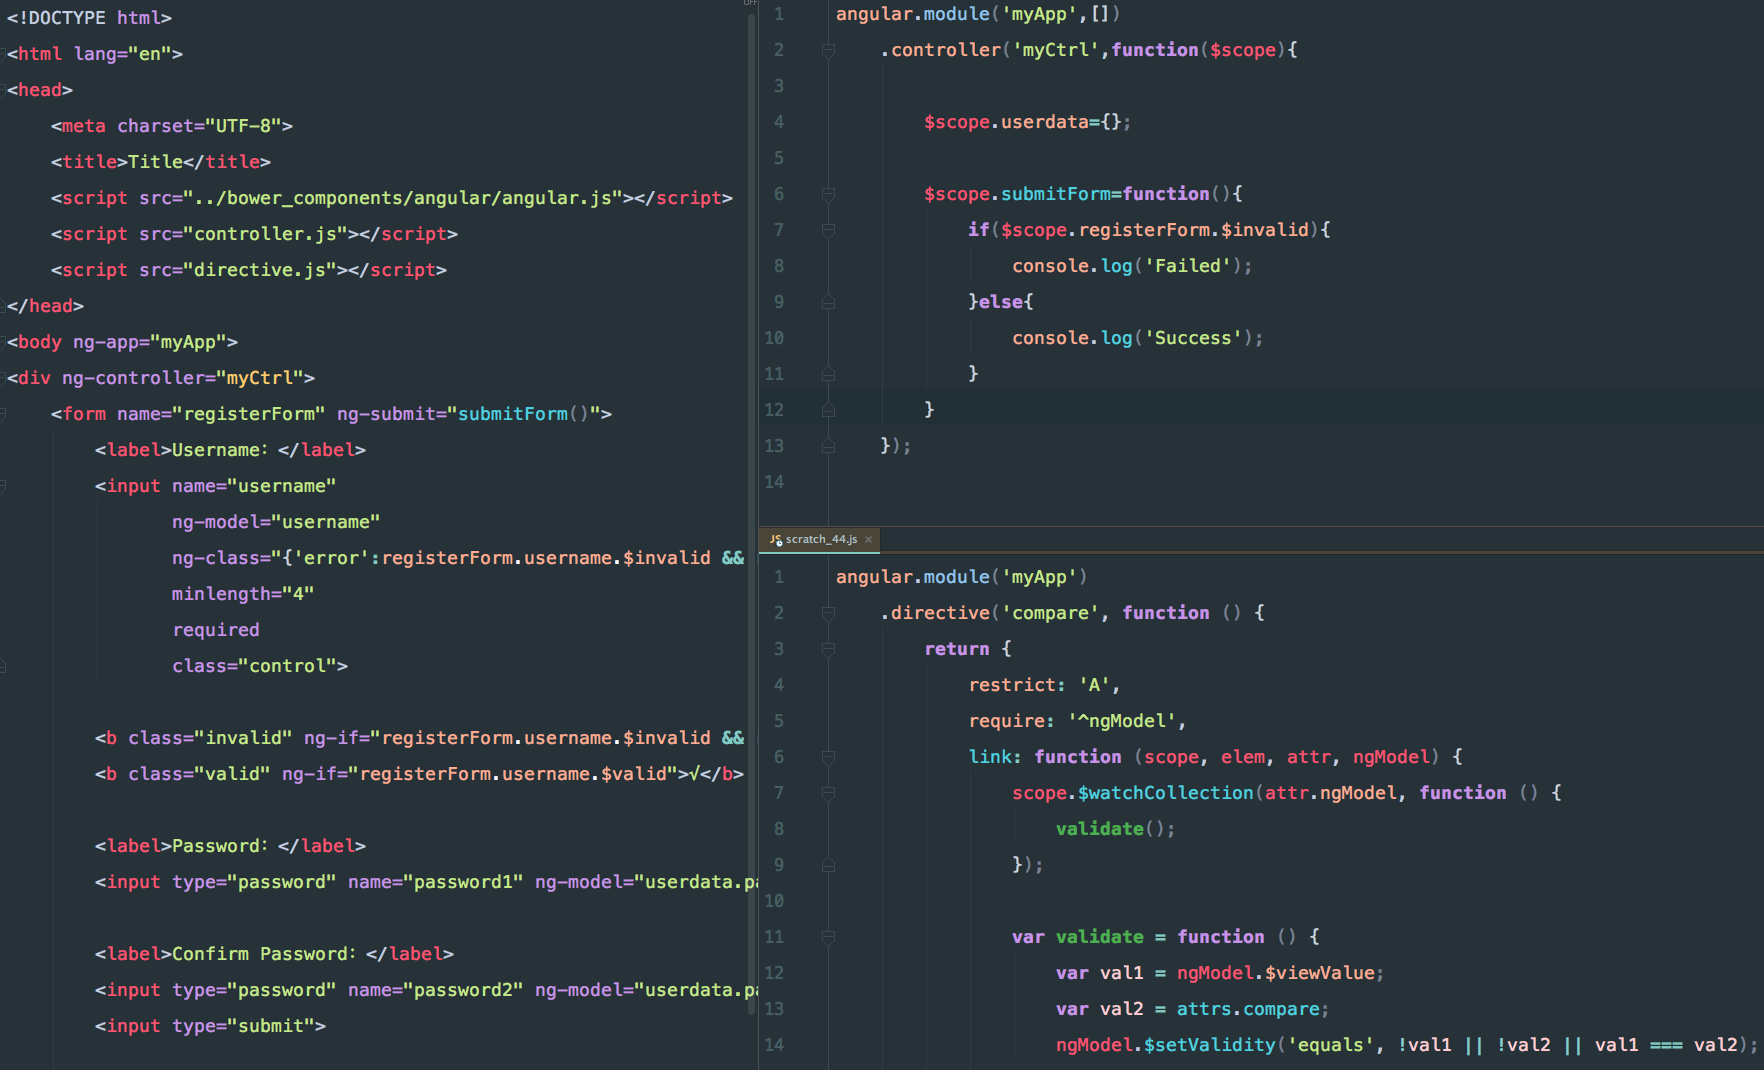 <!DOCTYPE html>
<html lang="en">
<head>
<meta charset="UTF-8">
<title>Title</title>
<script src="../bower_components/angular/angular.js"></script>
<script src="controller.js"></script>
<script src="directive.js"></script>
</head>
<body ng-app="myApp">
<div ng-controller="myCtrl">
<form name="registerForm" ng-submit="submitForm()">
<label>Username: </label>
<input name="username"
ng-model="username"
ng-class="{'error':registerForm.username.$invalid &&
minlength="4"
required
class="control">
<b class="invalid" ng-if="registerForm.username.$invalid &&
<b class="valid" ng-if="registerForm.username.$valid">√</b>
<label>Password: </label>
<input type="password" name="password1" ng-model="userdata.pa
<label>Confirm Password: </label>
<input type="password" name="password2" ng-model="userdata.pa
<input type="submit">
1 angular.module('myApp',[])
2 .controller('myCtrl',function($scope){
3
4 $scope.userdata={};
5
6 $scope.submitForm=function(){
7 if($scope.registerForm.$invalid){
8 console.log('Failed');
9 }else{
10 console.log('Success');
11 }
12 }
13 });
14
JS scratch_44.js ×
1 angular.module('myApp')
2 .directive('compare', function () {
3 return {
4 restrict: 'A',
5 require: '^ngModel',
6 link: function (scope, elem, attr, ngModel) {
7 scope.$watchCollection(attr.ngModel, function () {
8 validate();
9 });
10
11 var validate = function () {
12 var val1 = ngModel.$viewValue;
13 var val2 = attrs.compare;
14 ngModel.$setValidity('equals', !val1 || !val2 || val1 === val2);